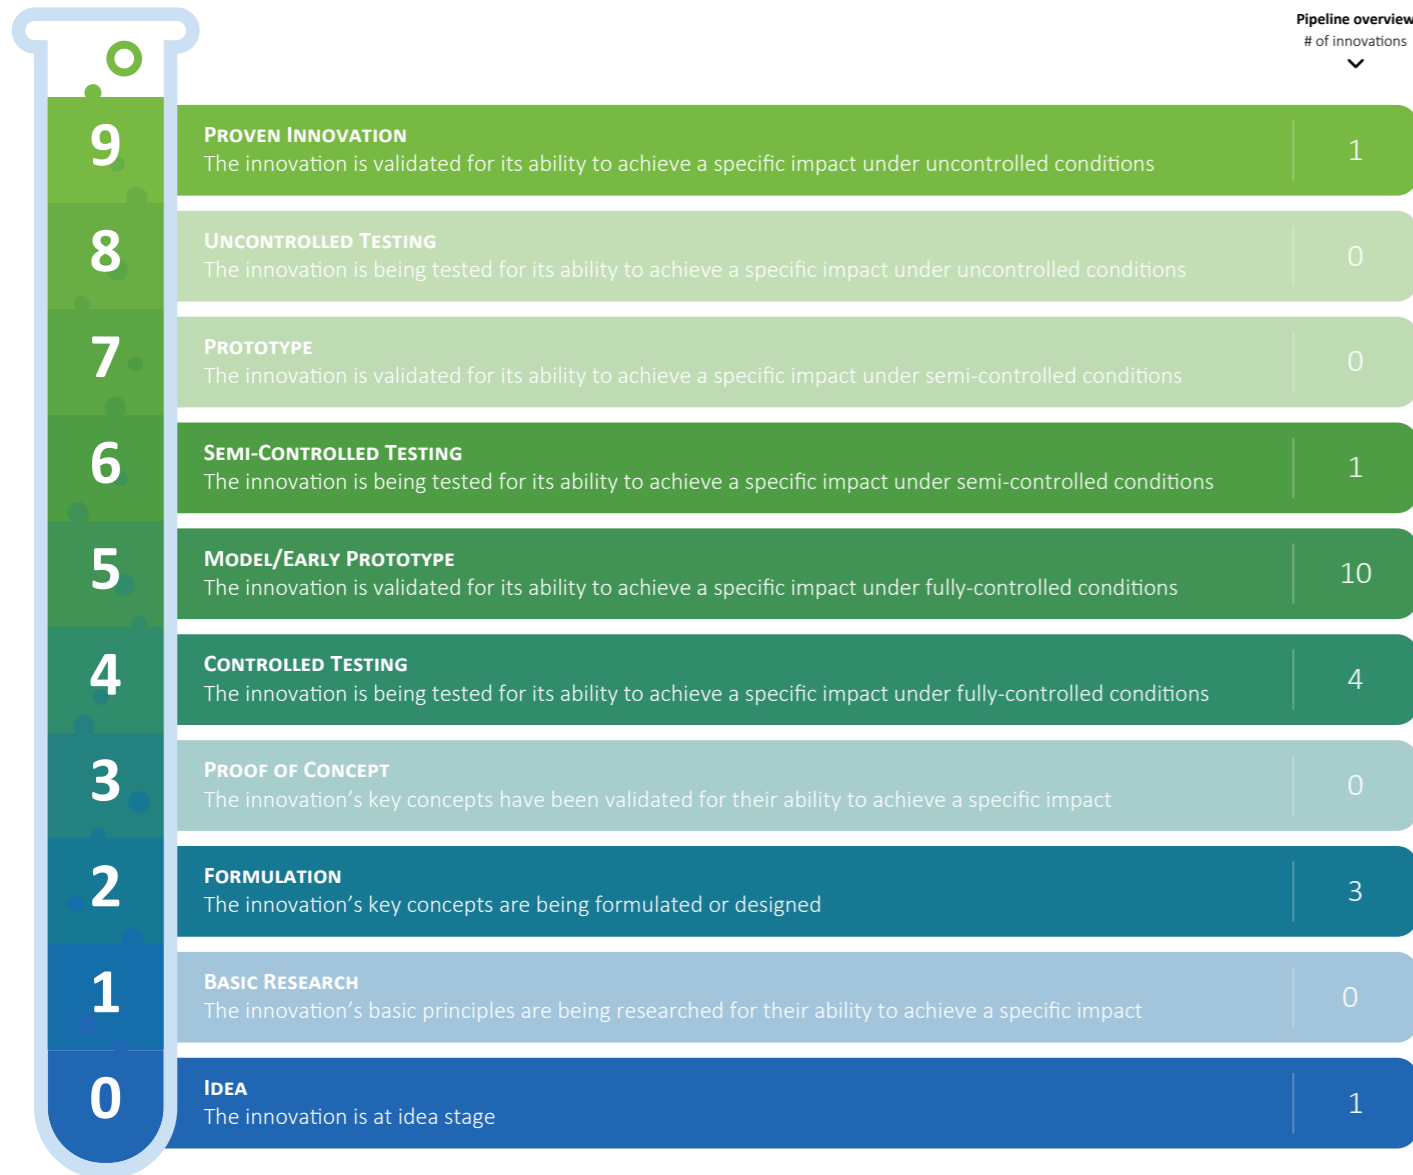 Pipeline overview
# of innovations
9
PROVEN INNOVATION
The innovation is validated for its ability to achieve a specific impact under uncontrolled conditions
1
8
UNCONTROLLED TESTING
The innovation is being tested for its ability to achieve a specific impact under uncontrolled conditions
0
7
PROTOTYPE
The innovation is validated for its ability to achieve a specific impact under semi-controlled conditions
0
6
SEMI-CONTROLLED TESTING
The innovation is being tested for its ability to achieve a specific impact under semi-controlled conditions
1
5
MODEL/EARLY PROTOTYPE
The innovation is validated for its ability to achieve a specific impact under fully-controlled conditions
10
4
CONTROLLED TESTING
The innovation is being tested for its ability to achieve a specific impact under fully-controlled conditions
4
3
PROOF OF CONCEPT
The innovation’s key concepts have been validated for their ability to achieve a specific impact
0
2
FORMULATION
The innovation’s key concepts are being formulated or designed
3
1
BASIC RESEARCH
The innovation’s basic principles are being researched for their ability to achieve a specific impact
0
0
IDEA
The innovation is at idea stage
1